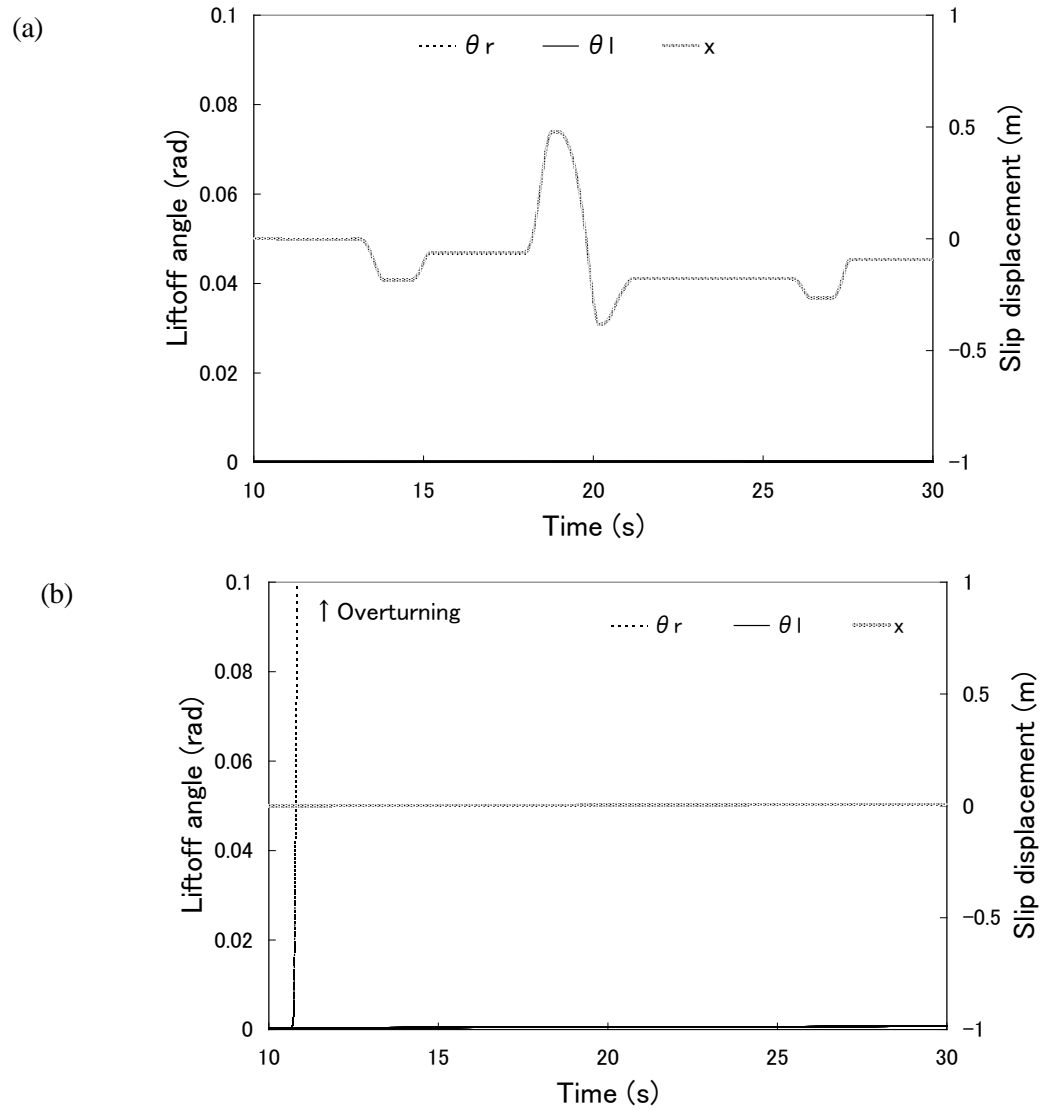 (a)
θr θl x
0.1
0.08
0.06
0.04
0.02
0
Liftoff angle (rad)
1
0.5
0
-0.5
-1
Slip displacement (m)
10 15 20 25 30
Time (s)
(b)
↑ Overturning
θr θl x
0.1
0.08
0.06
0.04
0.02
0
Liftoff angle (rad)
1
0.5
0
-0.5
-1
Slip displacement (m)
10 15 20 25 30
Time (s)